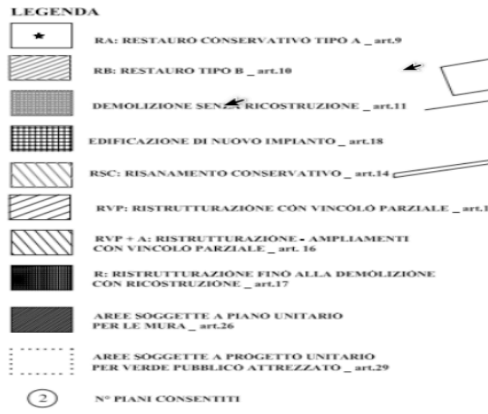 LEGENDA
RA: RESTAURO CONSERVATIVO TIPO A _ art.9
RB: RESTAURO TIPO B _ art.10
DEMOLIZIONE SENZA RICOSTRUZIONE _ art.11
EDIFICAZIONE DI NUOVO IMPIANTO _ art.18
RSC: RISANAMENTO CONSERVATIVO _ art.14
RVP: RISTRUTTURAZIONE CON VINCOLO PARZIALE _ art.1
RVP + A: RISTRUTTURAZIONE - AMPLIAMENTI
CON VINCOLO PARZIALE _ art. 16
R: RISTRUTTURAZIONE FINO ALLA DEMOLIZIONE
CON RICOSTRUZIONE _ art.17
AREE SOGGETTE A PIANO UNITARIO
PER LE MURA _ art.26
AREE SOGGETTE A PROGETTO UNITARIO
PER VERDE PUBBLICO ATTREZZATO _ art.29
2 N° PIANI CONSENTITI